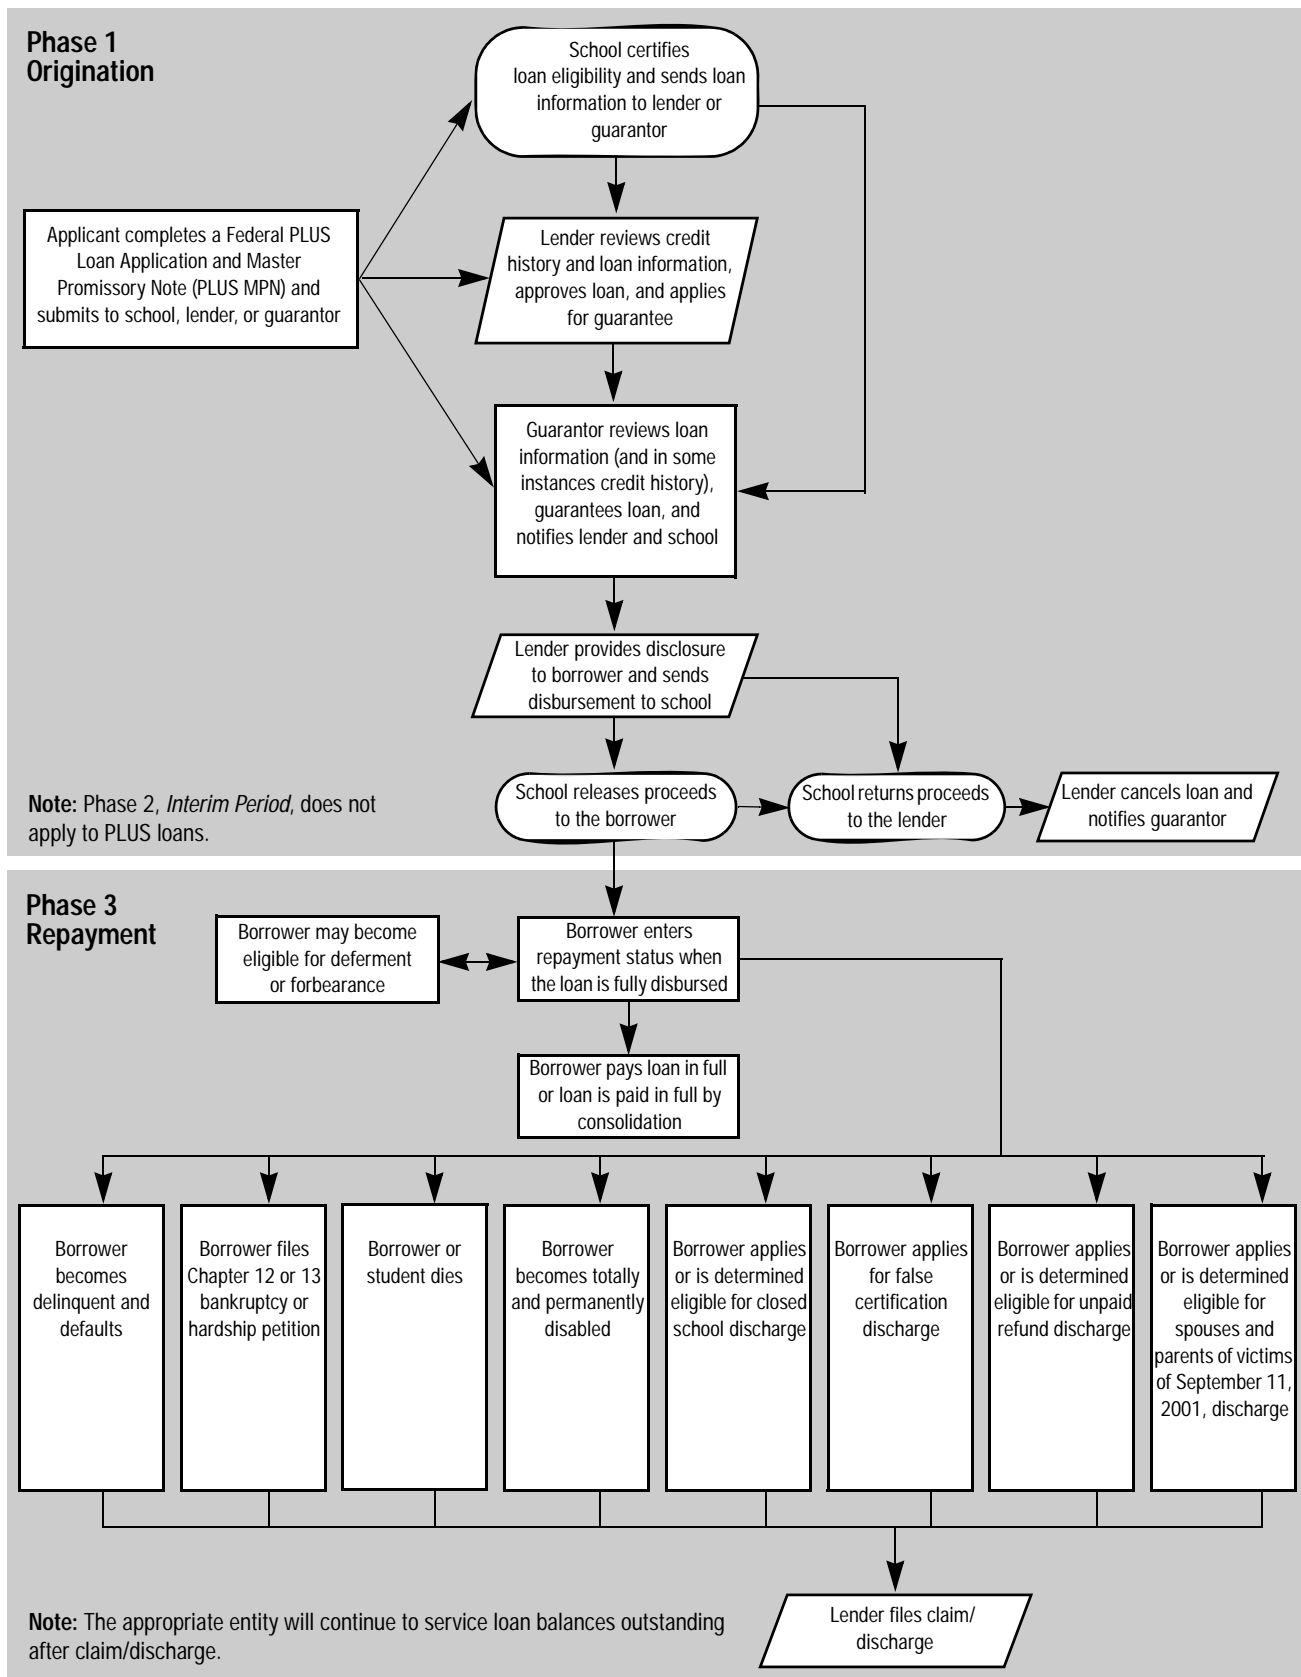 Phase 1
Origination
School certifies
loan eligibility and sends loan
information to lender or
guarantor
Applicant completes a Federal PLUS
Loan Application and Master
Promissory Note (PLUS MPN) and
submits to school, lender, or guarantor
Lender reviews credit
history and loan information,
approves loan, and applies
for guarantee
Guarantor reviews loan
information (and in some
instances credit history),
guarantees loan, and
notifies lender and school
Lender provides disclosure
to borrower and sends
disbursement to school
School releases proceeds
to the borrower
School returns proceeds
to the lender
Lender cancels loan and
notifies guarantor
Note: Phase 2, Interim Period, does not
apply to PLUS loans.
Phase 3
Repayment
Borrower may become
eligible for deferment
or forbearance
Borrower enters
repayment status when
the loan is fully disbursed
Borrower pays loan in full
or loan is paid in full by
consolidation
Borrower
becomes
delinquent and
defaults
Borrower files
Chapter 12 or 13
bankruptcy or
hardship petition
Borrower or
student dies
Borrower
becomes totally
and permanently
disabled
Borrower applies
or is determined
eligible for closed
school discharge
Borrower applies
for false
certification
discharge
Borrower applies
or is determined
eligible for unpaid
refund discharge
Borrower applies
or is determined
eligible for
spouses and
parents of victims
of September 11,
2001, discharge
Lender files claim/
discharge
Note: The appropriate entity will continue to service loan balances outstanding
after claim/discharge.